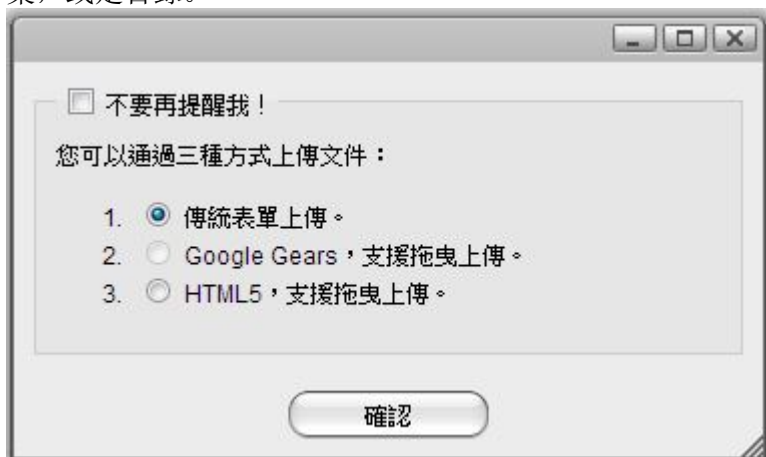 不要再提醒我！
您可以通過三種方式上傳文件：
1. 傳統表單上傳。
2. Google Gears，支援拖曳上傳。
3. HTML5，支援拖曳上傳。
確認